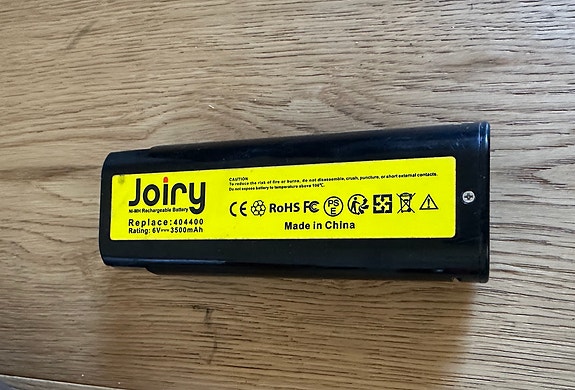 Joiry
Ni-MH Rechargeable Battery
Replace:404400
Rating: 6V⎓3500mAh
CAUTION
To reduce the risk of fire or burns, do not disassemble, crush, puncture, or short external contacts.
Do not expose battery to temperature above 100℃.
CE RoHS FC PSE
Made in China